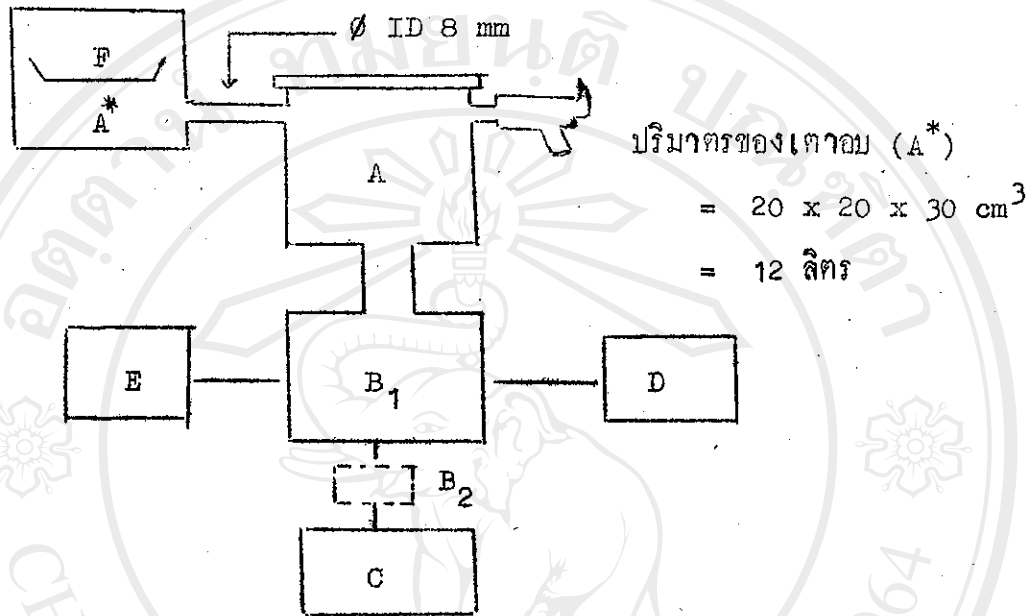 Ø ID 8 mm
F
A*
A
ปริมาตรของเตาอบ (A*)
= 20 x 20 x 30 cm³
= 12 ลิตร
E
B₁
D
B₂
C